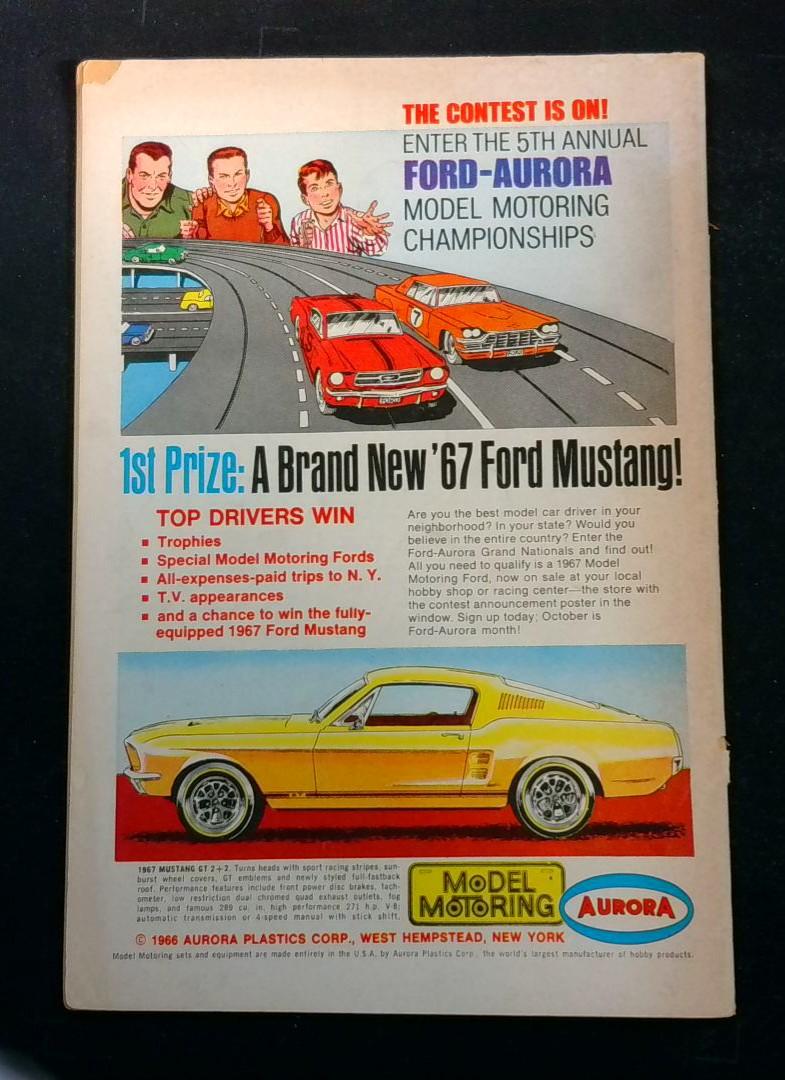 THE CONTEST IS ON!
ENTER THE 5TH ANNUAL
FORD-AURORA
MODEL MOTORING
CHAMPIONSHIPS
7
1st Prize: A Brand New '67 Ford Mustang!
TOP DRIVERS WIN
▪ Trophies
▪ Special Model Motoring Fords
▪ All-expenses-paid trips to N. Y.
▪ T.V. appearances
▪ and a chance to win the fully-
equipped 1967 Ford Mustang
Are you the best model car driver in your
neighborhood? In your state? Would you
believe in the entire country? Enter the
Ford-Aurora Grand Nationals and find out!
All you need to qualify is a 1967 Model
Motoring Ford, now on sale at your local
hobby shop or racing center—the store with
the contest announcement poster in the
window. Sign up today; October is
Ford-Aurora month!
1967 MUSTANG GT 2+2. Turns heads with sport racing stripes, sun-
burst wheel covers, GT emblems and newly styled full-fastback
roof. Performance features include front power disc brakes, tach-
ometer, low restriction dual chromed quad exhaust outlets, fog
lamps, and famous 289 cu. in. high performance 271 h.p. V-8;
automatic transmission or 4-speed manual with stick shift.
MODEL
MOTORING
AURORA
© 1966 AURORA PLASTICS CORP., WEST HEMPSTEAD, NEW YORK
Model Motoring sets and equipment are made entirely in the U.S.A. by Aurora Plastics Corp., the world's largest manufacturer of hobby products.